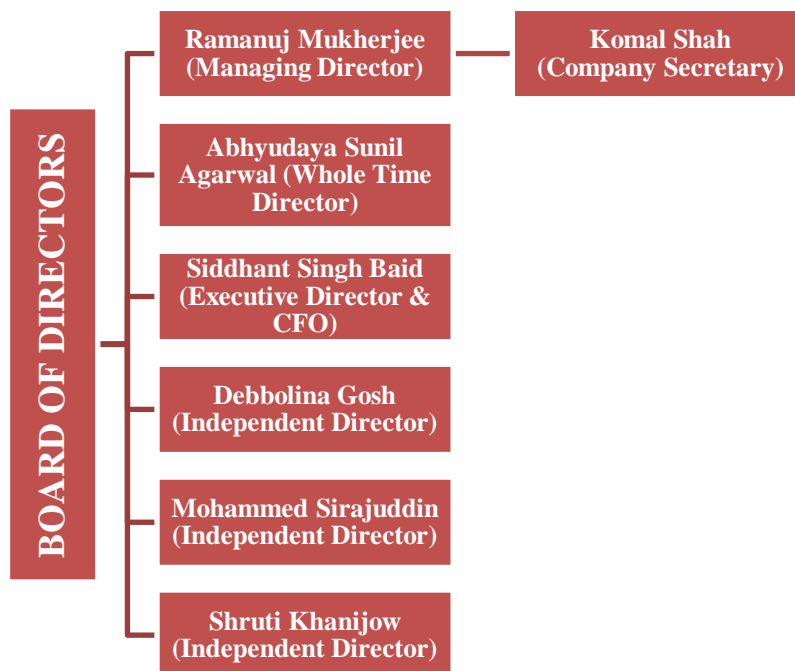 BOARD OF DIRECTORS
Ramanuj Mukherjee
(Managing Director)
Komal Shah
(Company Secretary)
Abhyudaya Sunil
Agarwal (Whole Time
Director)
Siddhant Singh Baid
(Executive Director &
CFO)
Debbolina Gosh
(Independent Director)
Mohammed Sirajuddin
(Independent Director)
Shruti Khanijow
(Independent Director)